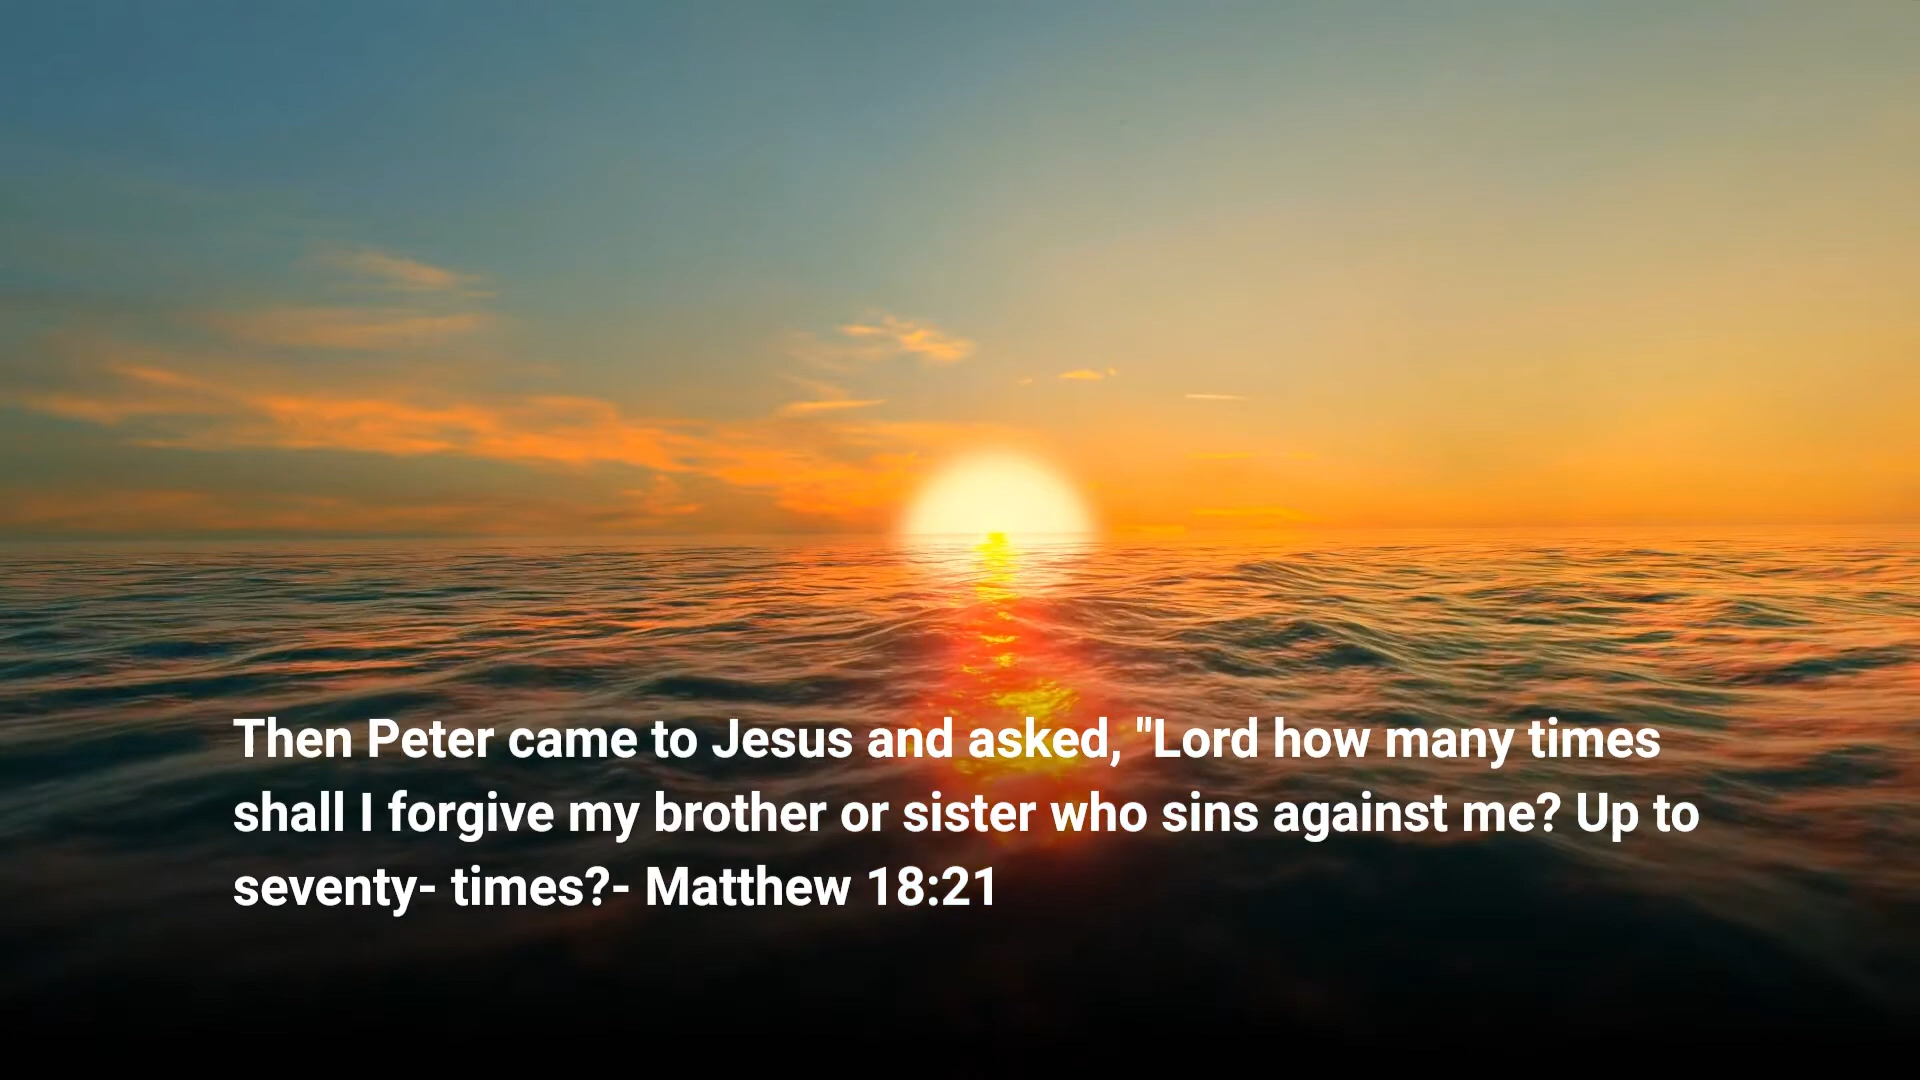 Then Peter came to Jesus and asked, "Lord how many times
shall I forgive my brother or sister who sins against me? Up to
seventy- times?- Matthew 18:21